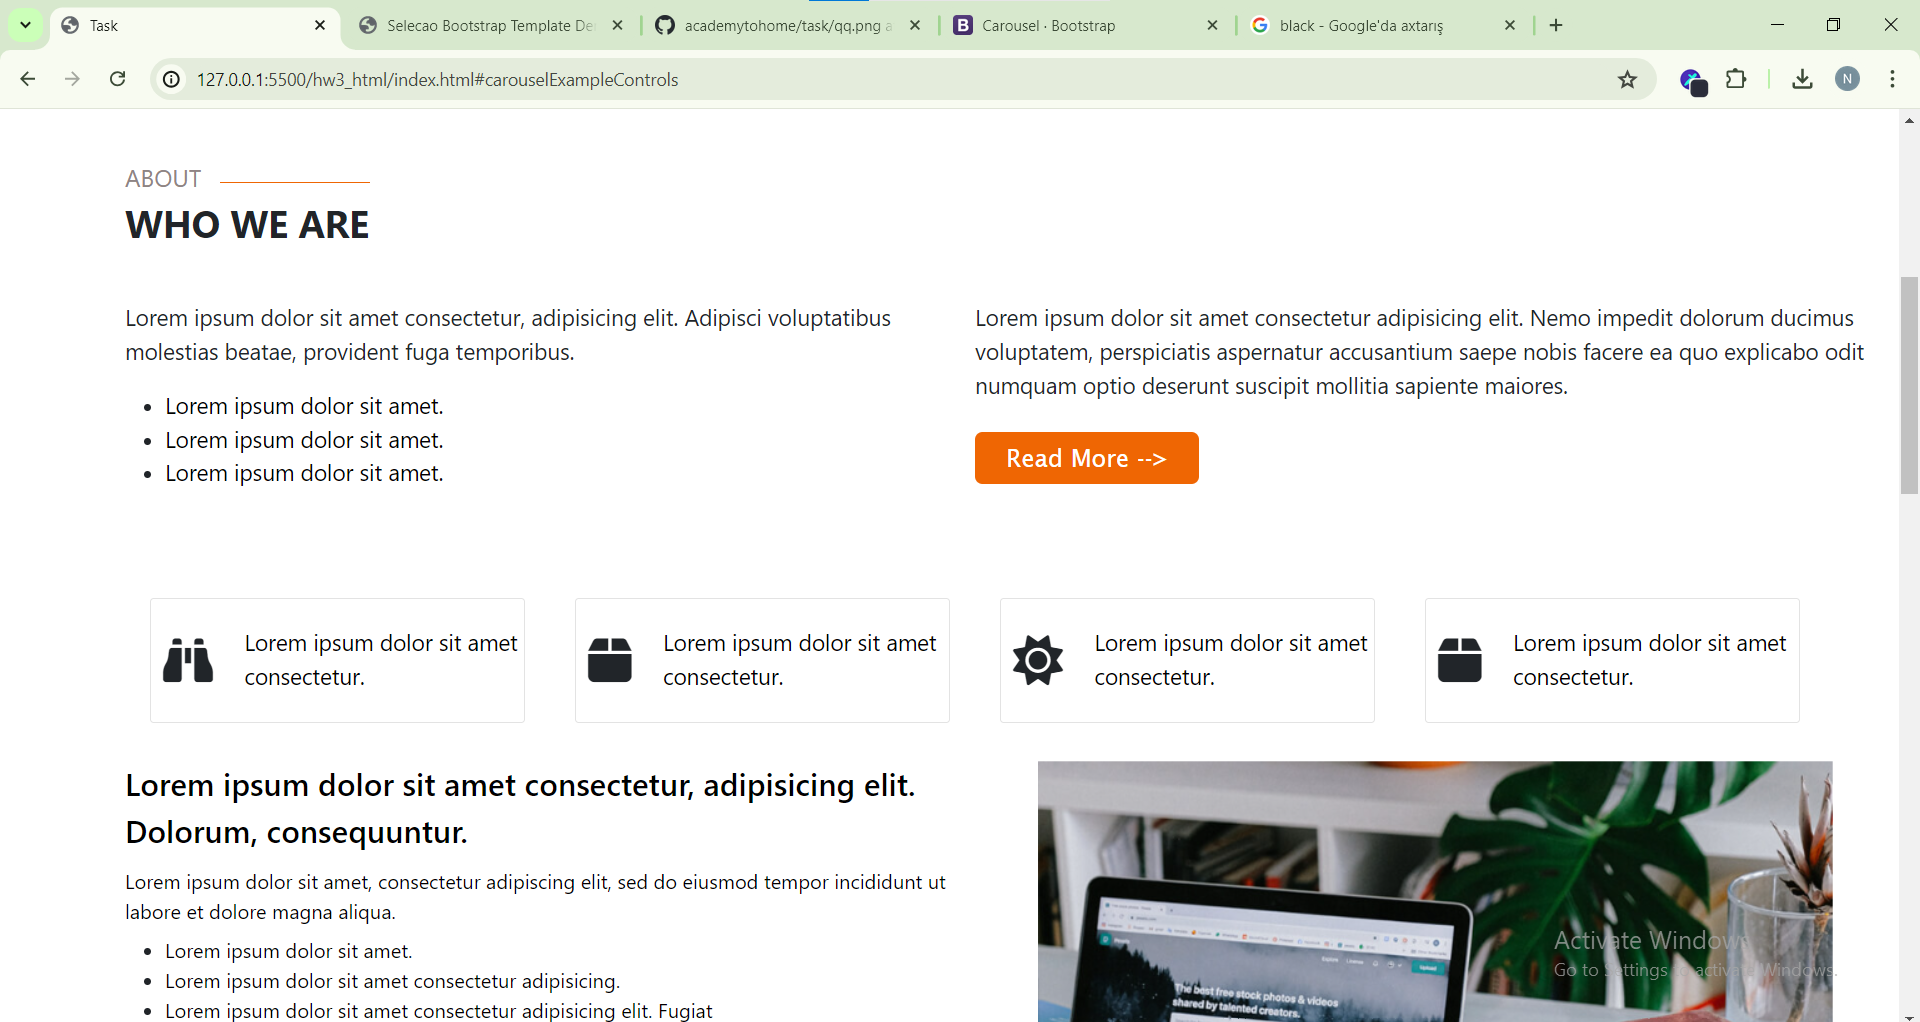 Task
Selecao Bootstrap Template De
academytohome/task/qq.png a
Carousel · Bootstrap
black - Google'da axtarış
127.0.0.1:5500/hw3_html/index.html#carouselExampleControls
N
ABOUT
WHO WE ARE
Lorem ipsum dolor sit amet consectetur, adipisicing elit. Adipisci voluptatibus
molestias beatae, provident fuga temporibus.
• Lorem ipsum dolor sit amet.
• Lorem ipsum dolor sit amet.
• Lorem ipsum dolor sit amet.
Lorem ipsum dolor sit amet consectetur adipisicing elit. Nemo impedit dolorum ducimus
voluptatem, perspiciatis aspernatur accusantium saepe nobis facere ea quo explicabo odit
numquam optio deserunt suscipit mollitia sapiente maiores.
Read More -->
Lorem ipsum dolor sit amet
consectetur.
Lorem ipsum dolor sit amet
consectetur.
Lorem ipsum dolor sit amet
consectetur.
Lorem ipsum dolor sit amet
consectetur.
Lorem ipsum dolor sit amet consectetur, adipisicing elit.
Dolorum, consequuntur.
Lorem ipsum dolor sit amet, consectetur adipiscing elit, sed do eiusmod tempor incididunt ut
labore et dolore magna aliqua.
• Lorem ipsum dolor sit amet.
• Lorem ipsum dolor sit amet consectetur adipisicing.
• Lorem ipsum dolor sit amet consectetur adipisicing elit. Fugiat
Explore License
Upload
The best free stock photos & videos
shared by talented creators.
Activate Windows
Go to Settings to activate Windows.